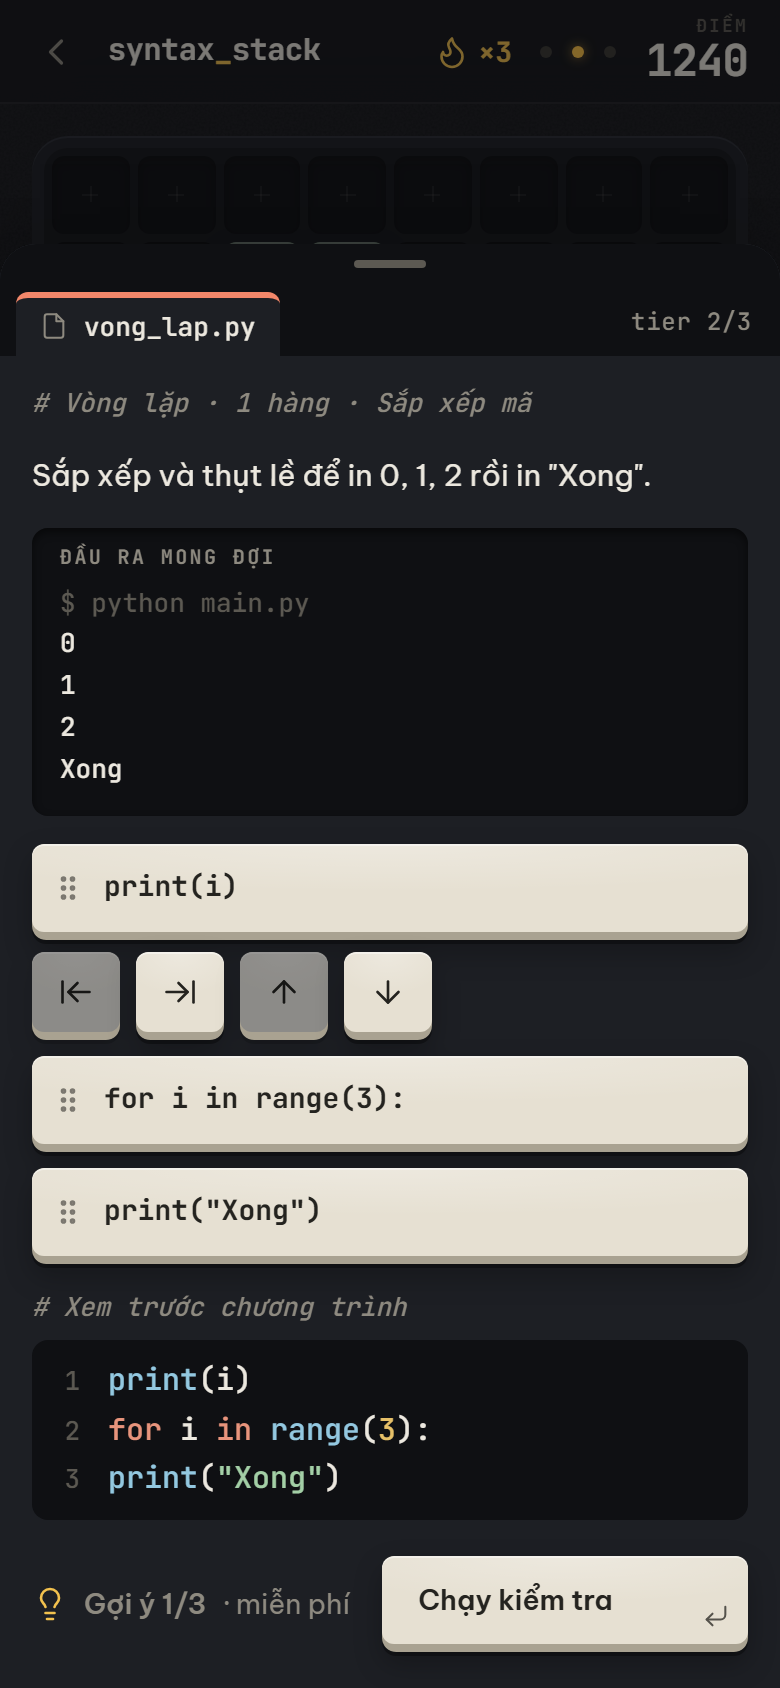 syntax_stack
×3
ĐIỂM
1240
vong_lap.py
tier 2/3
# Vòng lặp · 1 hàng · Sắp xếp mã
Sắp xếp và thụt lề để in 0, 1, 2 rồi in "Xong".
ĐẦU RA MONG ĐỢI
$ python main.py
0
1
2
Xong
print(i)
for i in range(3):
print("Xong")
# Xem trước chương trình
1 print(i)
2 for i in range(3):
3 print("Xong")
Gợi ý 1/3 · miễn phí
Chạy kiểm tra